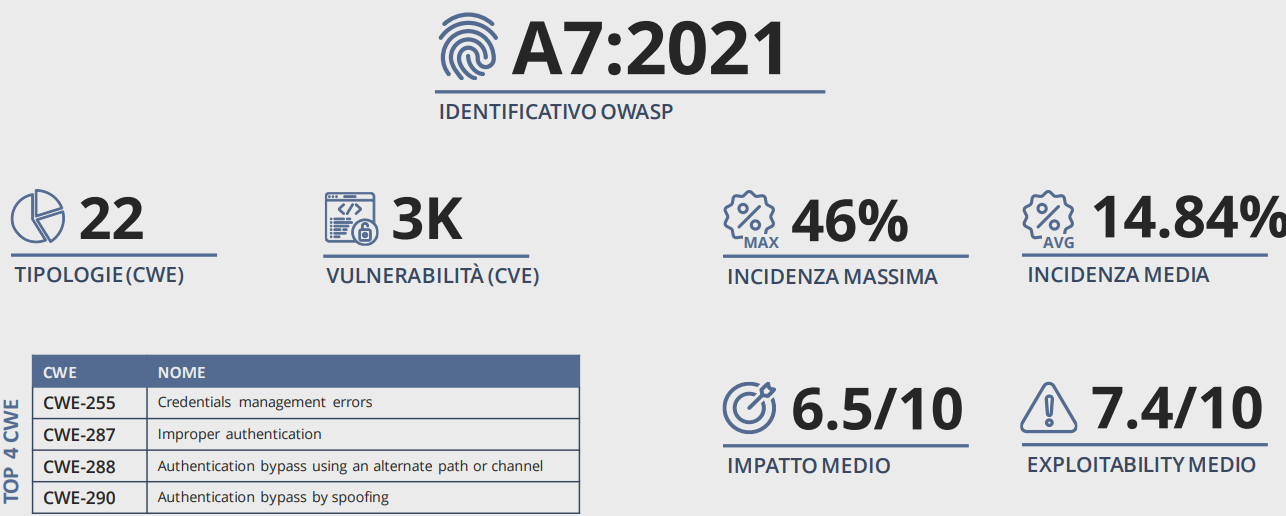 A7:2021
IDENTIFICATIVO OWASP
22
TIPOLOGIE (CWE)
3K
VULNERABILITÀ (CVE)
MAX
46%
INCIDENZA MASSIMA
AVG
14.84%
INCIDENZA MEDIA
TOP 4 CWE
CWE NOME
CWE-255 Credentials management errors
CWE-287 Improper authentication
CWE-288 Authentication bypass using an alternate path or channel
CWE-290 Authentication bypass by spoofing
6.5/10
IMPATTO MEDIO
7.4/10
EXPLOITABILITY MEDIO